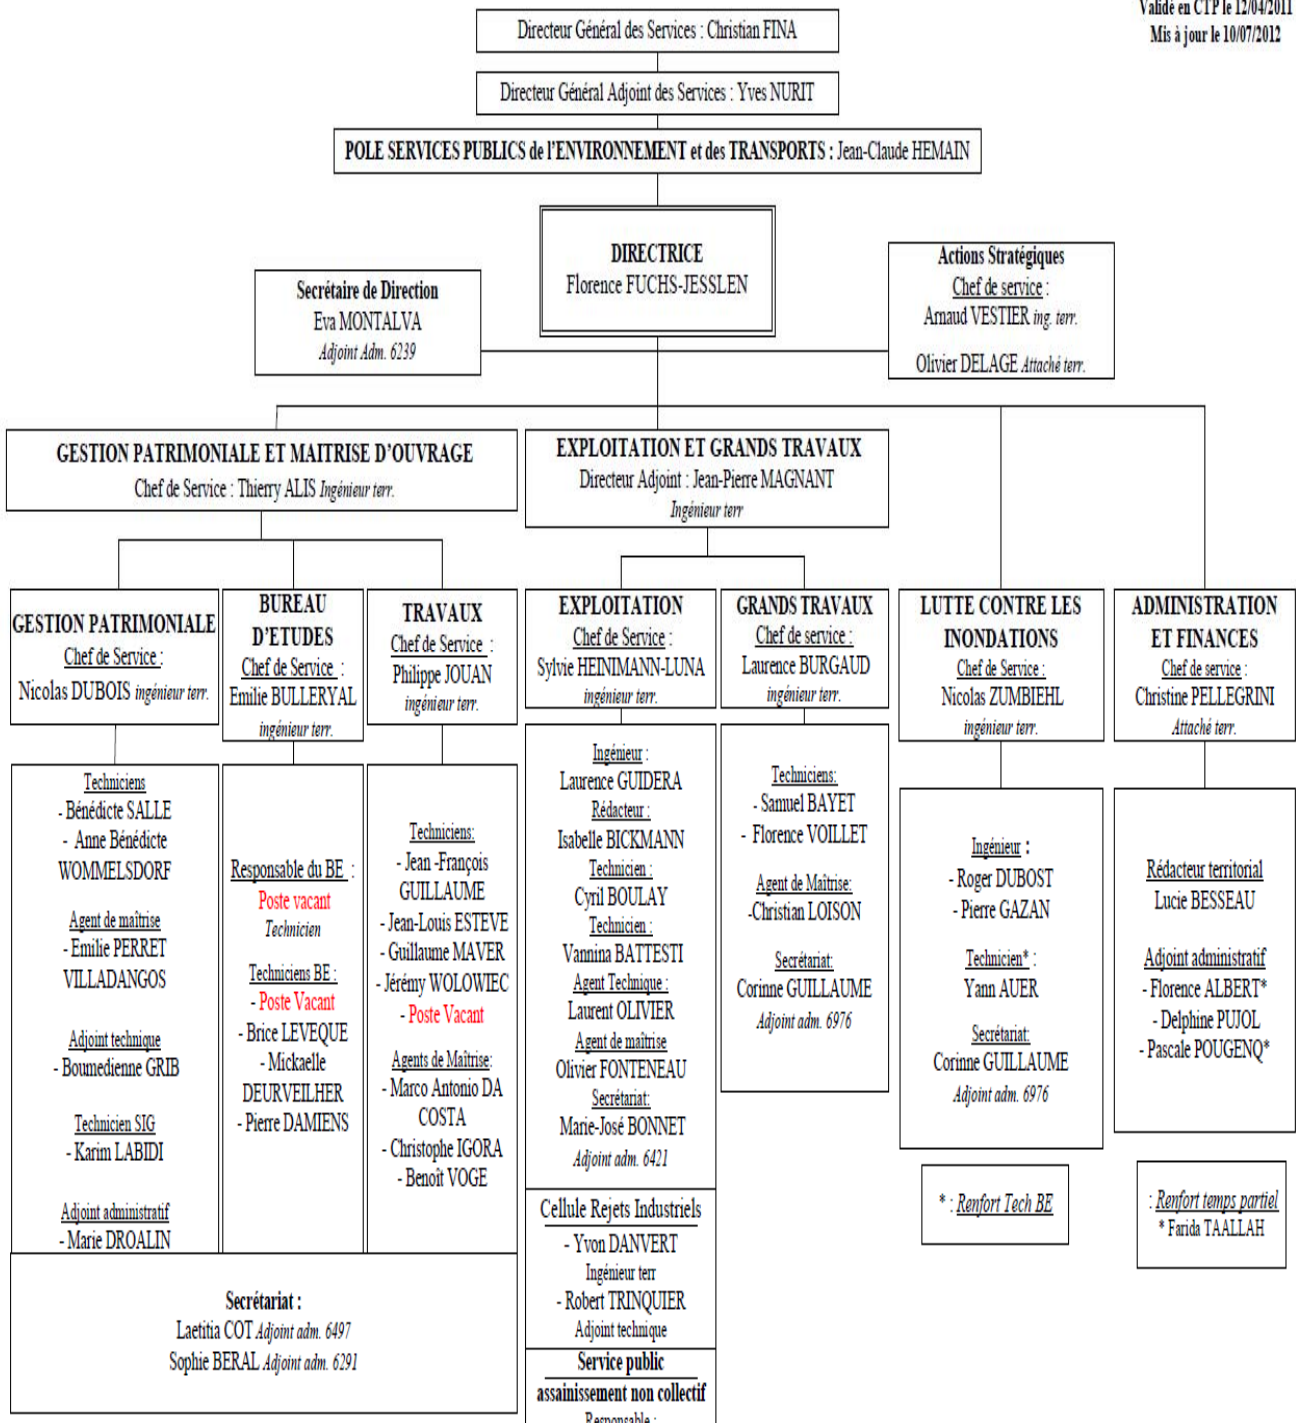 Validé en CTP le 12/04/2011
Mis à jour le 10/07/2012
Directeur Général des Services : Christian FINA
Directeur Général Adjoint des Services : Yves NURIT
POLE SERVICES PUBLICS de l'ENVIRONNEMENT et des TRANSPORTS : Jean-Claude HEMAIN
DIRECTRICE
Florence FUCHS-JESSLEN
Secrétaire de Direction
Eva MONTALVA
Adjoint Adm. 6239
Actions Stratégiques
Chef de service :
Arnaud VESTIER ing. terr.
Olivier DELAGE Attaché terr.
GESTION PATRIMONIALE ET MAITRISE D'OUVRAGE
Chef de Service : Thierry ALIS Ingénieur terr.
EXPLOITATION ET GRANDS TRAVAUX
Directeur Adjoint : Jean-Pierre MAGNANT
Ingénieur terr
GESTION PATRIMONIALE
Chef de Service :
Nicolas DUBOIS ingénieur terr.
BUREAU
D'ETUDES
Chef de Service :
Emilie BULLERYAL
ingénieur terr.
TRAVAUX
Chef de Service :
Philippe JOUAN
ingénieur terr.
EXPLOITATION
Chef de Service :
Sylvie HEINIMANN-LUNA
ingénieur terr.
GRANDS TRAVAUX
Chef de service :
Laurence BURGAUD
ingénieur terr.
LUTTE CONTRE LES
INONDATIONS
Chef de Service :
Nicolas ZUMBIEHL
ingénieur terr.
ADMINISTRATION
ET FINANCES
Chef de service :
Christine PELLEGRINI
Attaché terr.
Techniciens
- Bénédicte SALLE
- Anne Bénédicte
WOMMELSDORF
Agent de maîtrise
- Emilie PERRET
VILLADANGOS
Adjoint technique
- Boumedienne GRIB
Technicien SIG
- Karim LABIDI
Adjoint administratif
- Marie DROALIN
Responsable du BE :
Poste vacant
Technicien
Techniciens BE :
- Poste Vacant
- Brice LEVEQUE
- Mickaelle
DEURVEILHER
- Pierre DAMIENS
Techniciens:
- Jean -François
GUILLAUME
- Jean-Louis ESTEVE
- Guillaume MAVER
- Jérémy WOLOWIEC
- Poste Vacant
Agents de Maîtrise:
- Marco Antonio DA
COSTA
- Christophe IGORA
- Benoît VOGE
Secrétariat :
Laetitia COT Adjoint adm. 6497
Sophie BERAL Adjoint adm. 6291
Ingénieur :
Laurence GUIDERA
Rédacteur :
Isabelle BICKMANN
Technicien :
Cyril BOULAY
Technicien :
Vannina BATTESTI
Agent Technique :
Laurent OLIVIER
Agent de maîtrise
Olivier FONTENEAU
Secrétariat:
Marie-José BONNET
Adjoint adm. 6421
Cellule Rejets Industriels
- Yvon DANVERT
Ingénieur terr
- Robert TRINQUIER
Adjoint technique
Service public
assainissement non collectif
Responsable :
Techniciens:
- Samuel BAYET
- Florence VOILLET
Agent de Maîtrise:
-Christian LOISON
Secrétariat:
Corinne GUILLAUME
Adjoint adm. 6976
Ingénieur :
- Roger DUBOST
- Pierre GAZAN
Technicien* :
Yann AUER
Secrétariat:
Corinne GUILLAUME
Adjoint adm. 6976
* : Renfort Tech BE
Rédacteur territorial
Lucie BESSEAU
Adjoint administratif
- Florence ALBERT*
- Delphine PUJOL
- Pascale POUGENQ*
: Renfort temps partiel
* Farida TAALLAH